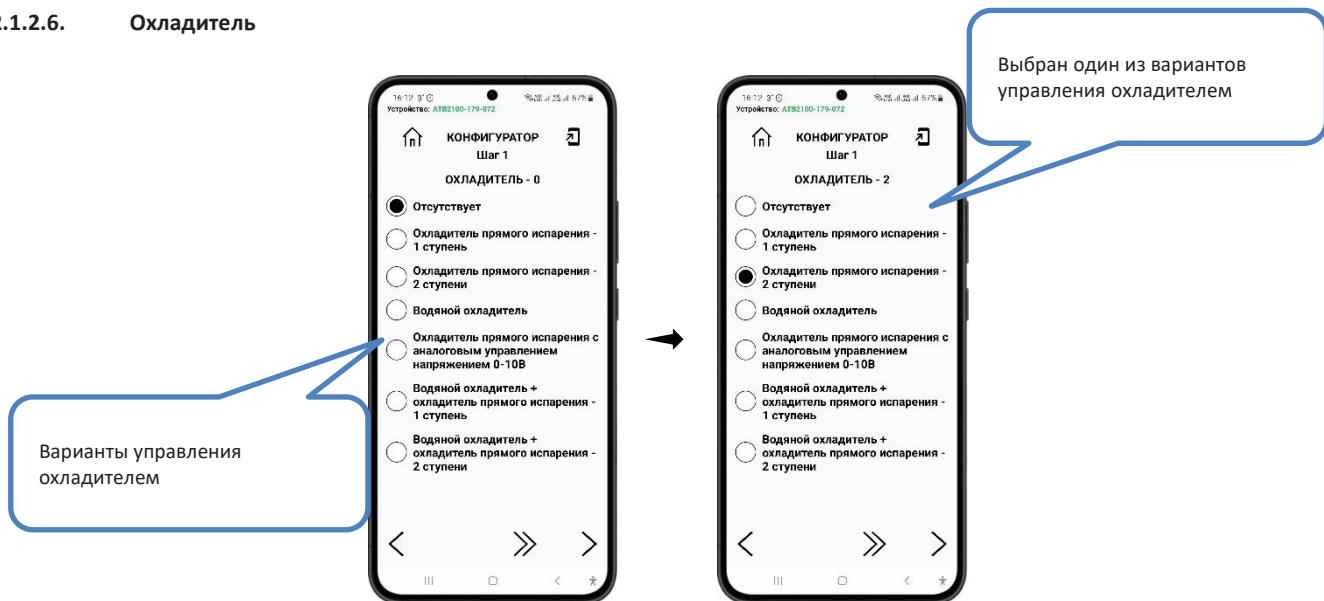 2.1.2.6. Охладитель
Выбран один из вариантов
управления охладителем
16:12 3°
67%
Устройство: ATB2100-179-072
КОНФИГУРАТОР
Шаг 1
ОХЛАДИТЕЛЬ - 0
Отсутствует
Охладитель прямого испарения -
1 ступень
Охладитель прямого испарения -
2 ступени
Водяной охладитель
Охладитель прямого испарения с
аналоговым управлением
напряжением 0-10В
Водяной охладитель +
охладитель прямого испарения -
1 ступень
Водяной охладитель +
охладитель прямого испарения -
2 ступени
16:12 3°
67%
Устройство: ATB2100-179-072
КОНФИГУРАТОР
Шаг 1
ОХЛАДИТЕЛЬ - 2
Отсутствует
Охладитель прямого испарения -
1 ступень
Охладитель прямого испарения -
2 ступени
Водяной охладитель
Охладитель прямого испарения с
аналоговым управлением
напряжением 0-10В
Водяной охладитель +
охладитель прямого испарения -
1 ступень
Водяной охладитель +
охладитель прямого испарения -
2 ступени
Варианты управления
охладителем